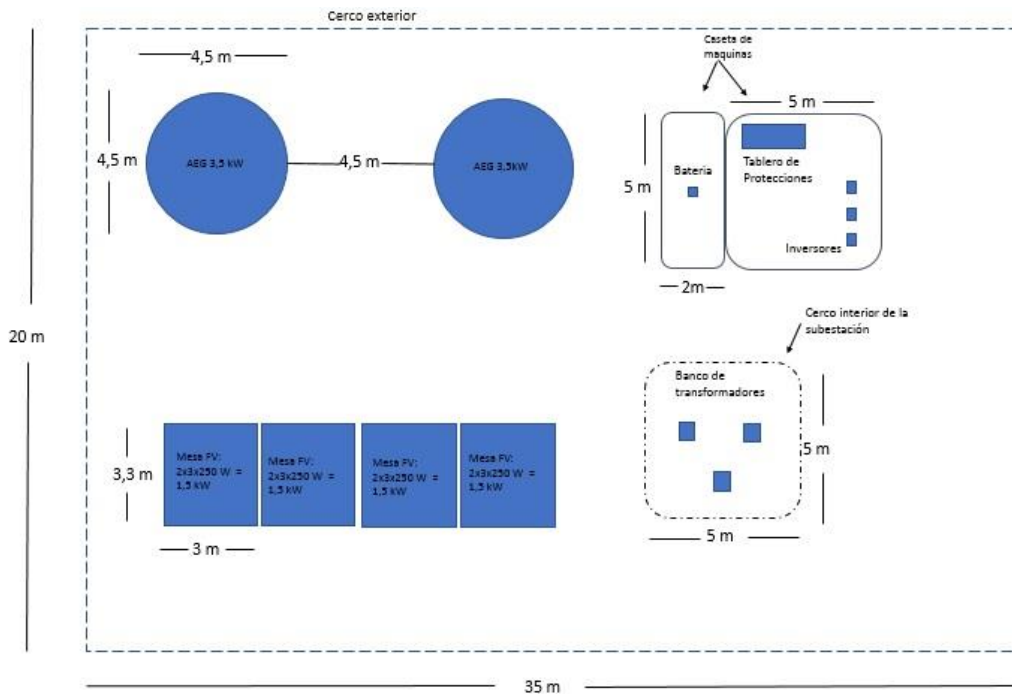 Cerco exterior
Caseta de
maquinas
4,5 m
5 m
4,5 m
AEG 3,5 kW
4,5 m
AEG 3,5kW
5 m
Bateria
Tablero de
Protecciones
Inversores
2m
20 m
Cerco interior de la
subestación
Banco de
transformadores
5 m
5 m
3,3 m
Mesa FV:
2x3x250 W =
1,5 kW
Mesa FV:
2x3x250 W =
1,5 kW
Mesa FV:
2x3x250 W =
1,5 kW
Mesa FV:
2x3x250 W =
1,5 kW
3 m
35 m